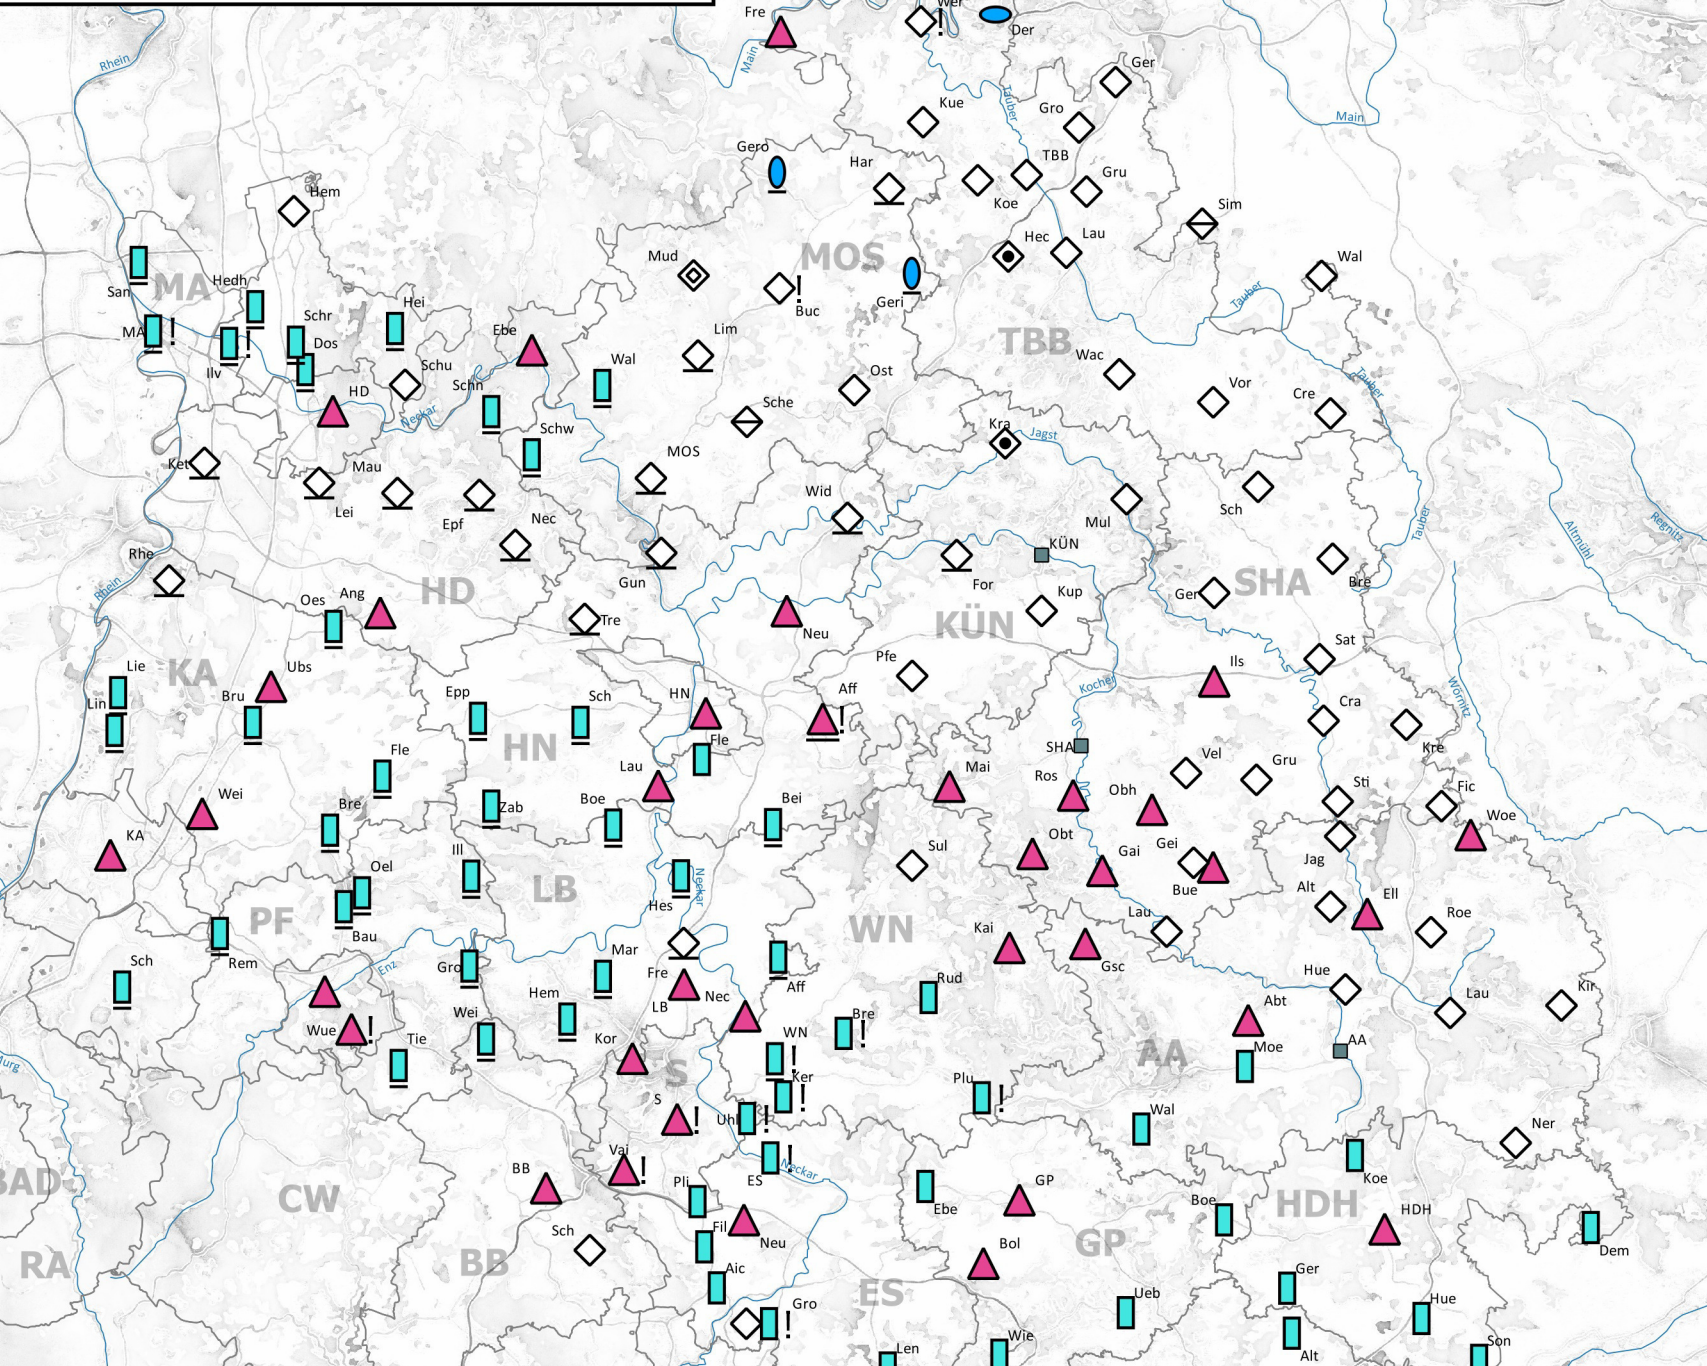 Fre
Wer
!
Der
Rhein
Main
Ger
Kue
Tauber
Gro
Main
Gero
Har
TBB
Koe
Gru
Hem
Sim
Hec
Lau
MOS
Mud
Wal
San
MA
Hedh
Geri
Buc
!
Tauber
MA
!
Ilv
!
Schr
Dos
Hei
Ebe
Lim
TBB
Schu
Schn
Wal
Ost
Wac
Vor
Cre
Tauber
HD
Neckar
Schw
Sche
Kra
Jagst
Ket
Mau
Lei
MOS
Epf
Nec
Wid
Mul
Sch
Tauber
Altmühl
Regnitz
Rhe
Gun
For
KÜN
Rhein
HD
Ger
SHA
Bre
Oes
Ang
Tre
Neu
KÜN
Kup
Sat
KA
Lie
Ubs
Pfe
Ils
Kocher
Wörnitz
Lin
Bru
Epp
Sch
HN
Aff
!
Cra
Kre
HN
Fle
Fle
SHA
Vel
Gru
Lau
Mai
Ros
Obh
Sti
Fic
Wei
Bre
Zab
Boe
Bei
Woe
KA
Obt
Gai
Gei
Jag
Ill
LB
Sul
Bue
Oel
Neckar
Hes
Alt
Ell
PF
Bau
WN
Lau
Roe
Rem
Kai
Gsc
Sch
Enz
Gro
Mar
Fre
Aff
Hue
Lau
Kir
Hem
LB
Nec
Rud
Abt
Wue
!
Wei
Bre
!
Tie
Kor
WN
!
AA
Moe
AA
Murg
S
Ker
!
Plu
!
S
!
Uhl
!
Wal
Ner
BAD
CW
BB
Vai
!
ES
!
Neckar
Koe
Pli
Ebe
GP
Boe
HDH
HDH
Sch
Fil
Neu
GP
Dem
RA
BB
Aic
Bol
Ger
ES
Gro
!
Ueb
Hue
Len
Wie
Alt
Son